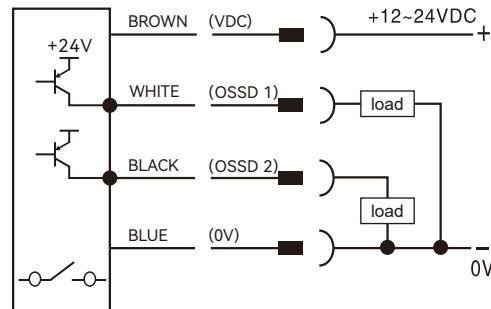 BROWN (VDC) +12~24VDC +
+24V
WHITE (OSSD 1) load
BLACK (OSSD 2)
load
BLUE (0V) −
0V